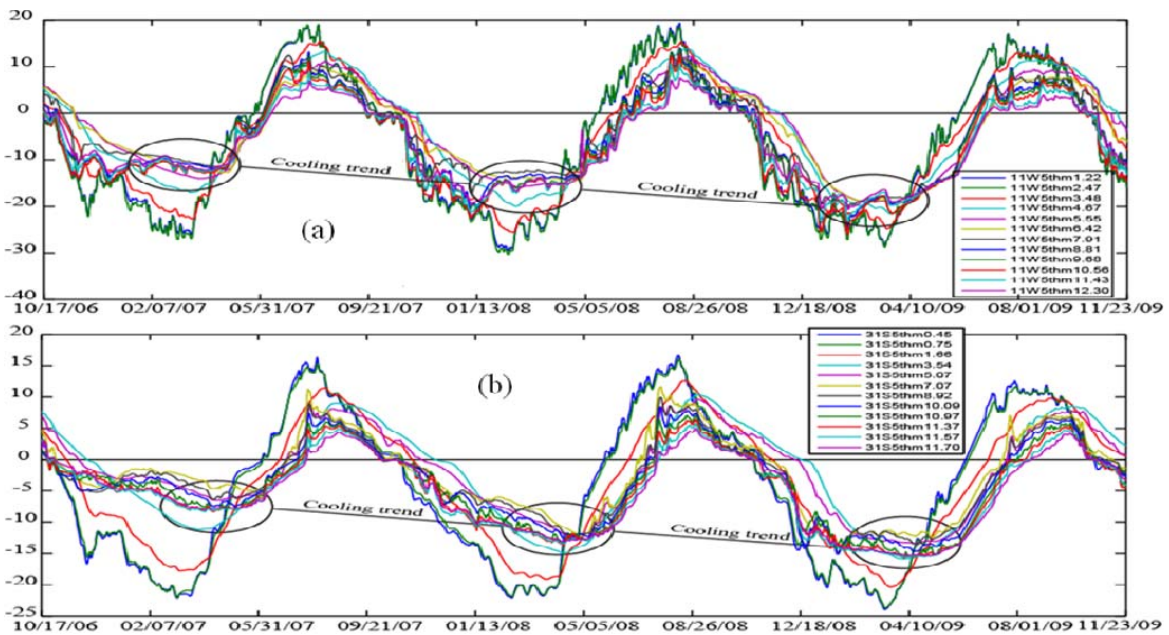 20
10
0
-10
-20
-30
-40
Cooling trend
Cooling trend
(a)
11W5thm1.22
11W5thm2.47
11W5thm3.48
11W5thm4.67
11W5thm5.55
11W5thm6.42
11W5thm7.91
11W5thm8.81
11W5thm9.68
11W5thm10.56
11W5thm11.43
11W5thm12.30
10/17/06 02/07/07 05/31/07 09/21/07 01/13/08 05/05/08 08/26/08 12/18/08 04/10/09 08/01/09 11/23/09
20
15
10
5
0
-5
-10
-15
-20
-25
(b)
31S5thm0.45
31S5thm0.75
31S5thm1.66
31S5thm3.54
31S5thm5.07
31S5thm7.07
31S5thm8.92
31S5thm10.09
31S5thm10.97
31S5thm11.37
31S5thm11.57
31S5thm11.70
Cooling trend
Cooling trend
10/17/06 02/07/07 05/31/07 09/21/07 01/13/08 05/05/08 08/26/08 12/18/08 04/10/09 08/01/09 11/23/09